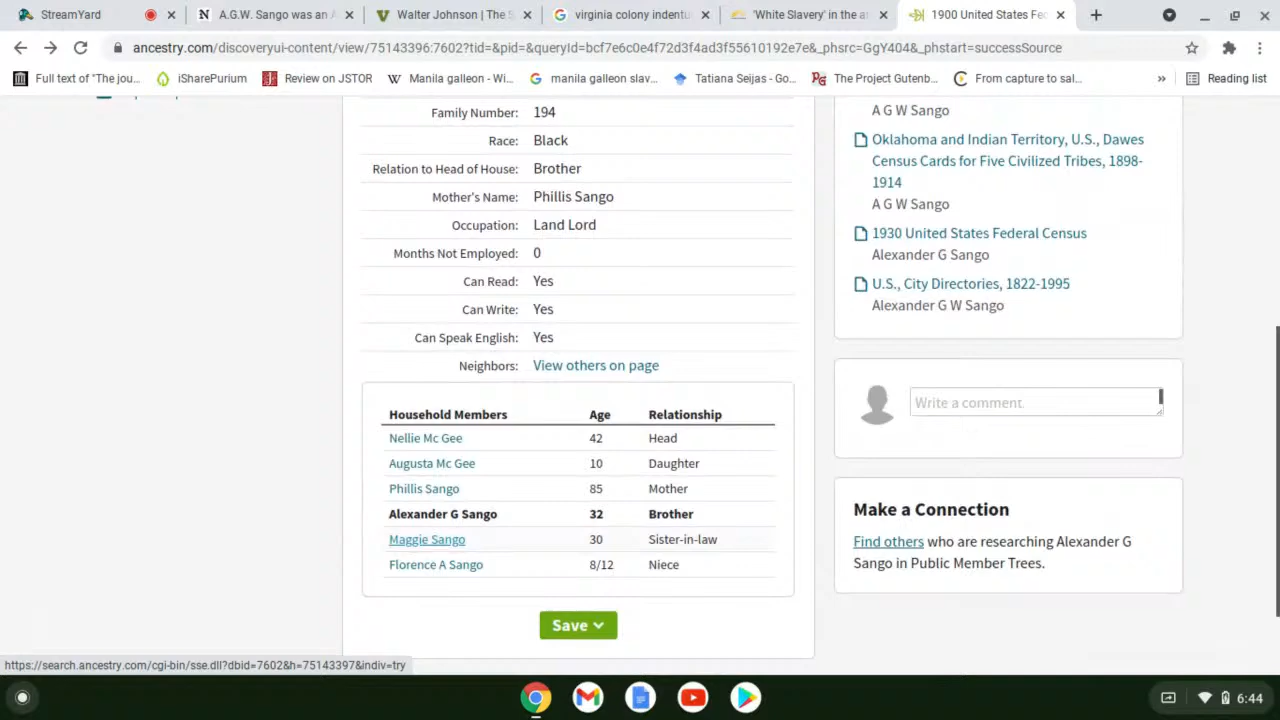 StreamYard
A.G.W. Sango was an A
Walter Johnson | The S
virginia colony indentu
'White Slavery' in the a
1900 United States Fed
ancestry.com/discoveryui-content/view/75143396:7602?tid=&pid=&queryId=bcf7e6c0e4f72d3f4ad3f55610192e7e&_phsrc=GgY404&_phstart=successSource
Full text of "The jou...
iSharePurium
Review on JSTOR
Manila galleon - Wi...
manila galleon slav...
Tatiana Seijas - Go...
The Project Gutenb...
From capture to sal...
»
Reading list
Family Number: 194
Race: Black
Relation to Head of House: Brother
Mother's Name: Phillis Sango
Occupation: Land Lord
Months Not Employed: 0
Can Read: Yes
Can Write: Yes
Can Speak English: Yes
Neighbors: View others on page
Household Members Age Relationship
Nellie Mc Gee 42 Head
Augusta Mc Gee 10 Daughter
Phillis Sango 85 Mother
Alexander G Sango 32 Brother
Maggie Sango 30 Sister-in-law
Florence A Sango 8/12 Niece
Save
A G W Sango
Oklahoma and Indian Territory, U.S., Dawes
Census Cards for Five Civilized Tribes, 1898-
1914
A G W Sango
1930 United States Federal Census
Alexander G Sango
U.S., City Directories, 1822-1995
Alexander G W Sango
Write a comment.
Make a Connection
Find others who are researching Alexander G
Sango in Public Member Trees.
https://search.ancestry.com/cgi-bin/sse.dll?dbid=7602&h=75143397&indiv=try
6:44